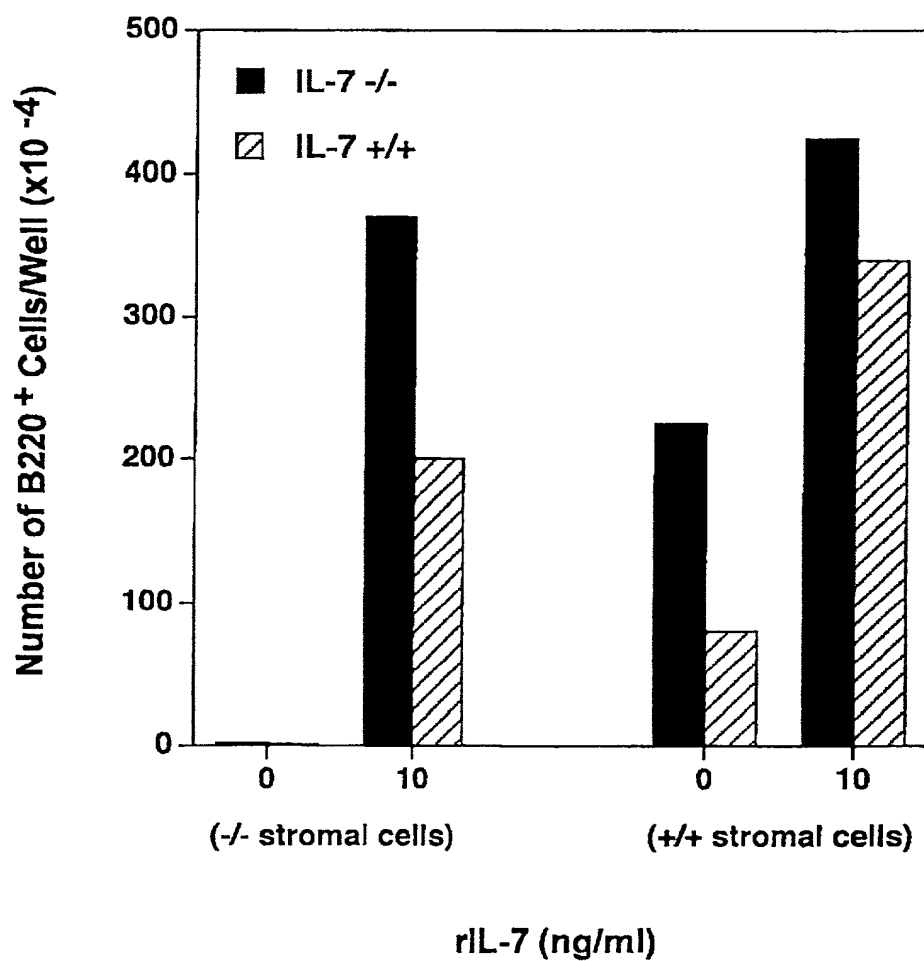 Number of B220+ Cells/Well (x10 -4)
500
400
300
200
100
0
IL-7 -/-
IL-7 +/+
0 10 0 10
(-/- stromal cells) (+/+ stromal cells)
rIL-7 (ng/ml)